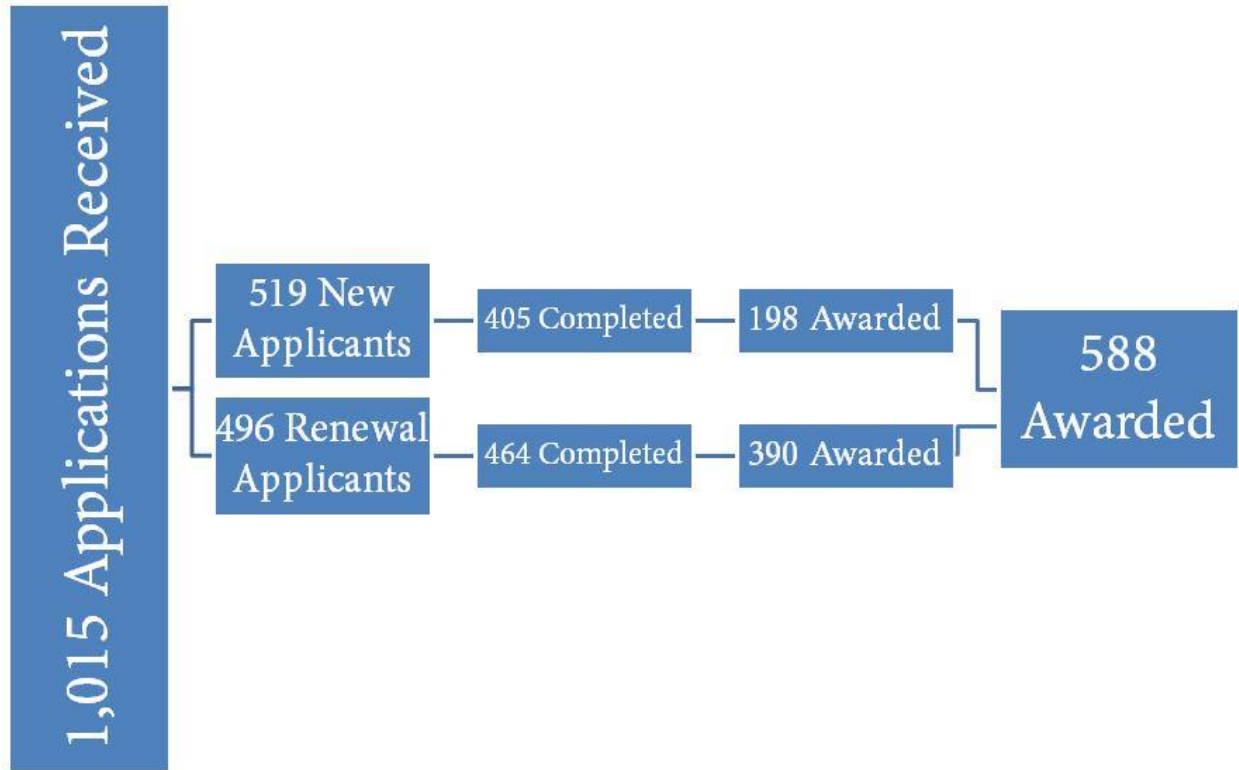 1,015 Applications Received
519 New
Applicants
405 Completed
198 Awarded
496 Renewal
Applicants
464 Completed
390 Awarded
588
Awarded